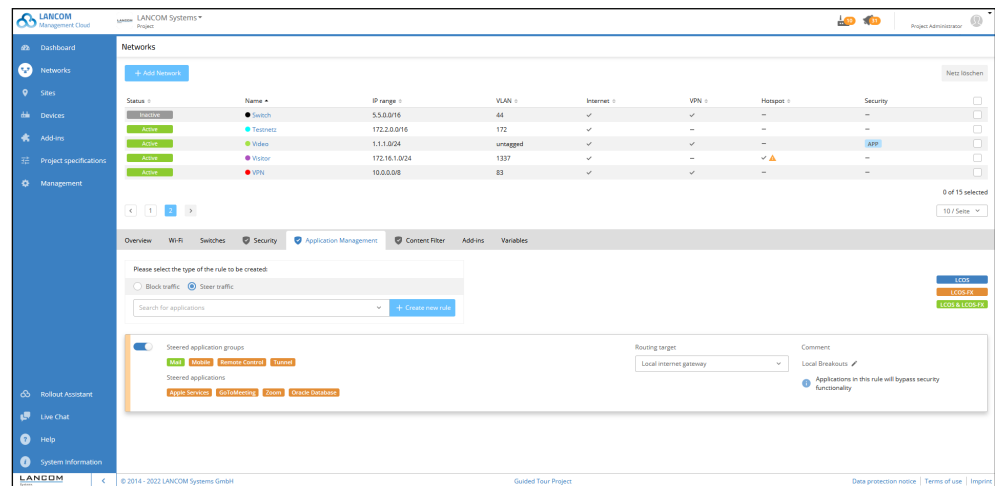 LANCOM
Management Cloud
LANCOM Systems
Project
Project Administrator
Dashboard
Networks
Sites
Devices
Add-ins
Project specifications
Management
Rollout Assistant
Live Chat
Help
System Information
LANCOM
Systems
Networks
+ Add Network
Netz löschen
Status Name IP range VLAN Internet VPN Hotspot Security
Inactive Switch 5.5.0.0/16 44 – –
Active Testnetz 172.2.0.0/16 172 – –
Active Video 1.1.1.0/24 untagged – APP
Active Visitor 172.16.1.0/24 1337 – –
Active VPN 10.0.0.0/8 83 – –
0 of 15 selected
< 1 2 >
10 / Seite
Overview Wi-Fi Switches Security Application Management Content Filter Add-ins Variables
Please select the type of the rule to be created:
Block traffic Steer traffic
Search for applications
+ Create new rule
LCOS
LCOS-FX
LCOS & LCOS-FX
Steered application groups
Mail Mobile Remote Control Tunnel
Steered applications
Apple Services GoToMeeting Zoom Oracle Database
Routing target
Local internet gateway
Comment
Local Breakouts
Applications in this rule will bypass security
functionality
© 2014 - 2022 LANCOM Systems GmbH
Guided Tour Project
Data protection notice | Terms of use | Imprint